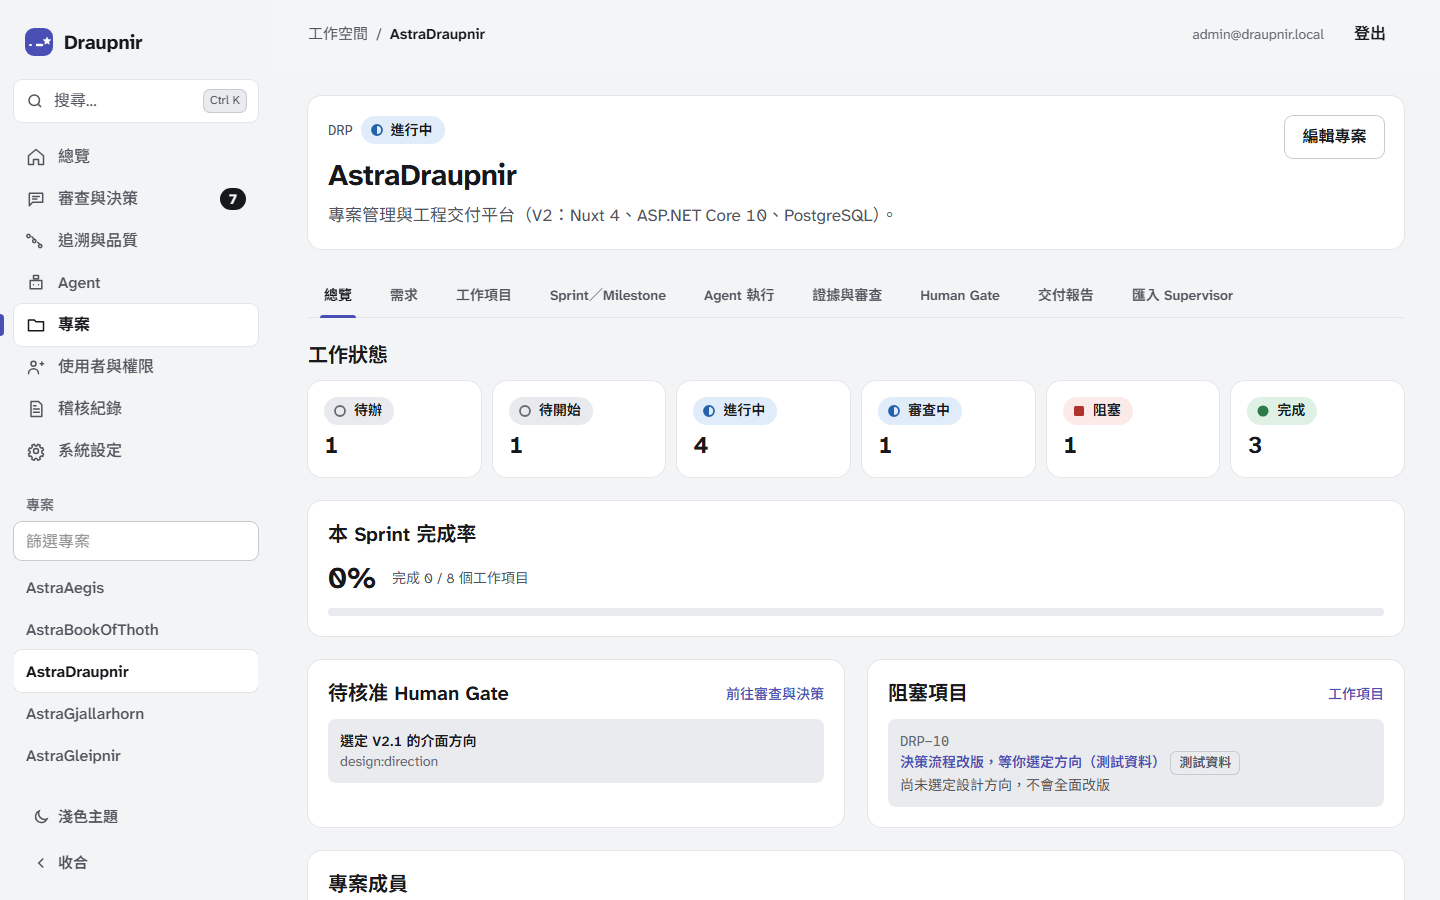 Draupnir
搜尋... Ctrl K
總覽
審查與決策 7
追溯與品質
Agent
專案
使用者與權限
稽核紀錄
系統設定
專案
篩選專案
AstraAegis
AstraBookOfThoth
AstraDraupnir
AstraGjallarhorn
AstraGleipnir
淺色主題
收合
工作空間 / AstraDraupnir
admin@draupnir.local 登出
DRP 進行中
編輯專案
AstraDraupnir
專案管理與工程交付平台（V2：Nuxt 4、ASP.NET Core 10、PostgreSQL）。
總覽 需求 工作項目 Sprint／Milestone Agent 執行 證據與審查 Human Gate 交付報告 匯入 Supervisor
工作狀態
待辦 待開始 進行中 審查中 阻塞 完成
1 1 4 1 1 3
本 Sprint 完成率
0% 完成 0 / 8 個工作項目
待核准 Human Gate 前往審查與決策
選定 V2.1 的介面方向
design:direction
阻塞項目 工作項目
DRP-10
決策流程改版，等你選定方向（測試資料） 測試資料
尚未選定設計方向，不會全面改版
專案成員